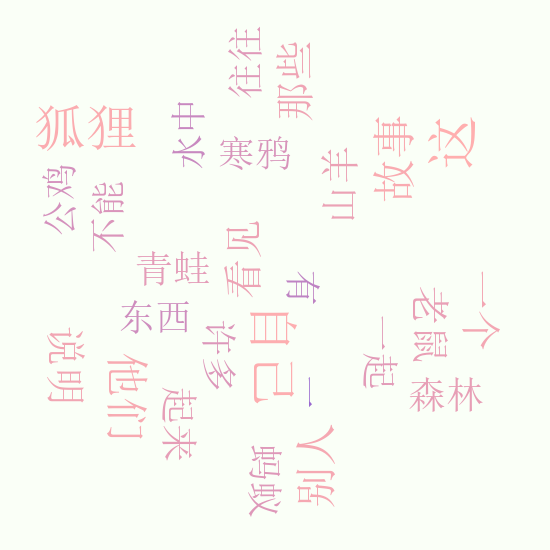 往往
那些
狐狸
水中
寒鸦
故事
这
山羊
公鸡
不能
看见
青蛙
有
东西
自己
许多
一起
老鼠
一个
说明
他们
起来
森林
一
蚂蚁
别人